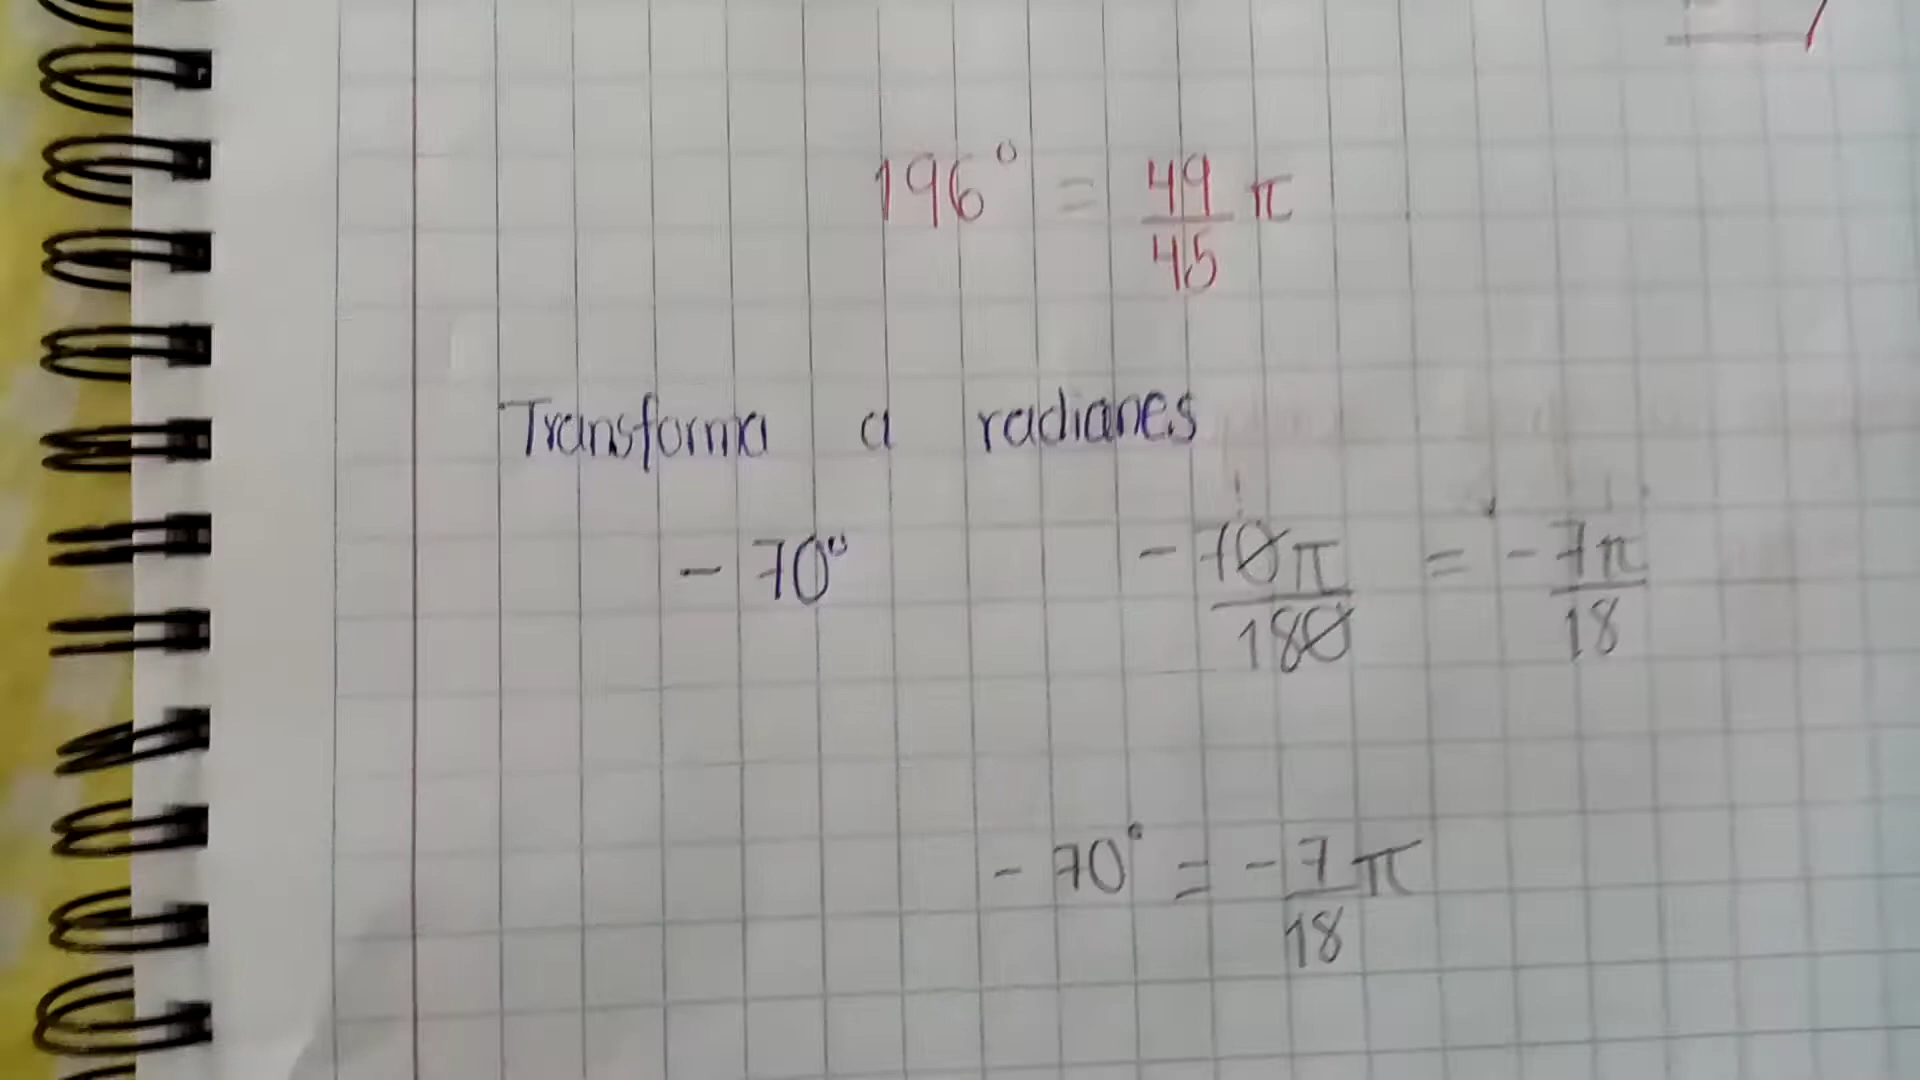 196° = 49/45 π
Transforma a radianes
-70° -70π/180 = -7π/18
-70° = -7/18 π